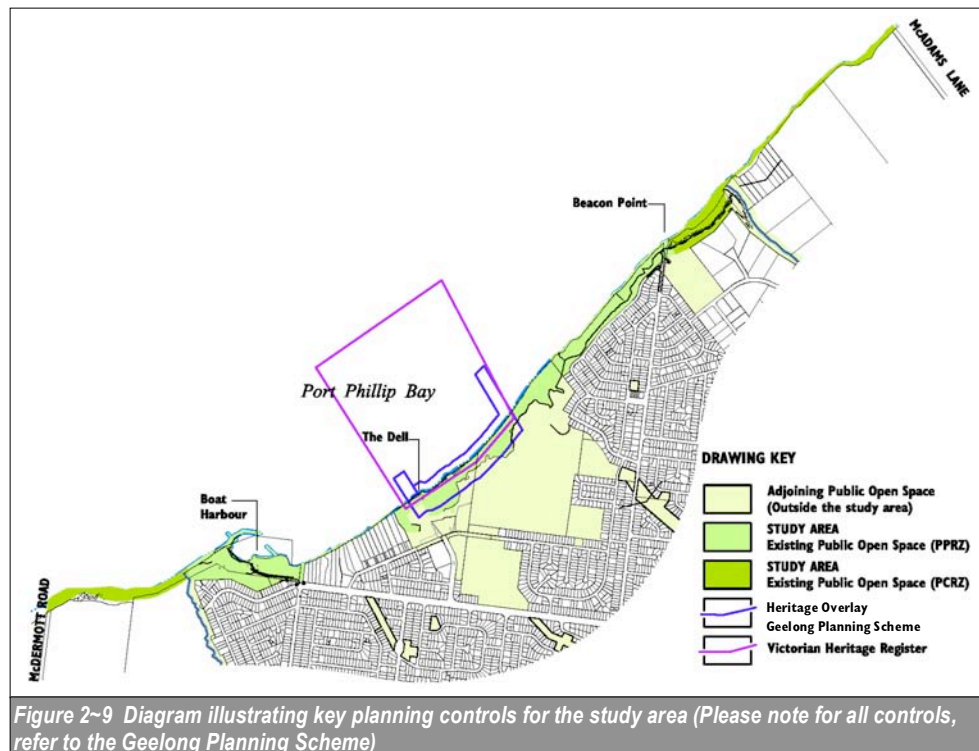 McADAMS LANE
Beacon Point
Port Phillip Bay
The Dell
Boat
Harbour
McDERMOTT ROAD
DRAWING KEY
Adjoining Public Open Space
(Outside the study area)
STUDY AREA
Existing Public Open Space (PPRZ)
STUDY AREA
Existing Public Open Space (PCRZ)
Heritage Overlay
Geelong Planning Scheme
Victorian Heritage Register
Figure 2~9 Diagram illustrating key planning controls for the study area (Please note for all controls,
refer to the Geelong Planning Scheme)